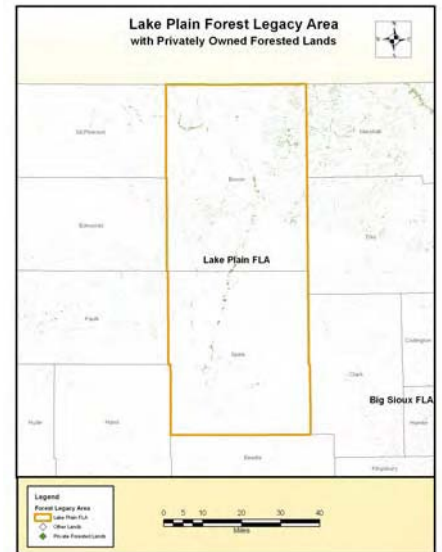 Lake Plain Forest Legacy Area
with Privately Owned Forested Lands
McPherson
Marshall
Brown
Edmunds
Day
Lake Plain FLA
Faulk
Spink
Codington
Clark
Big Sioux FLA
Hamlin
Hyde
Hand
Beadle
Kingsbury
Legend
Forest Legacy Area
Lake Plain FLA
Other Lands
Private Forested Lands
0 5 10 20 30 40
Miles